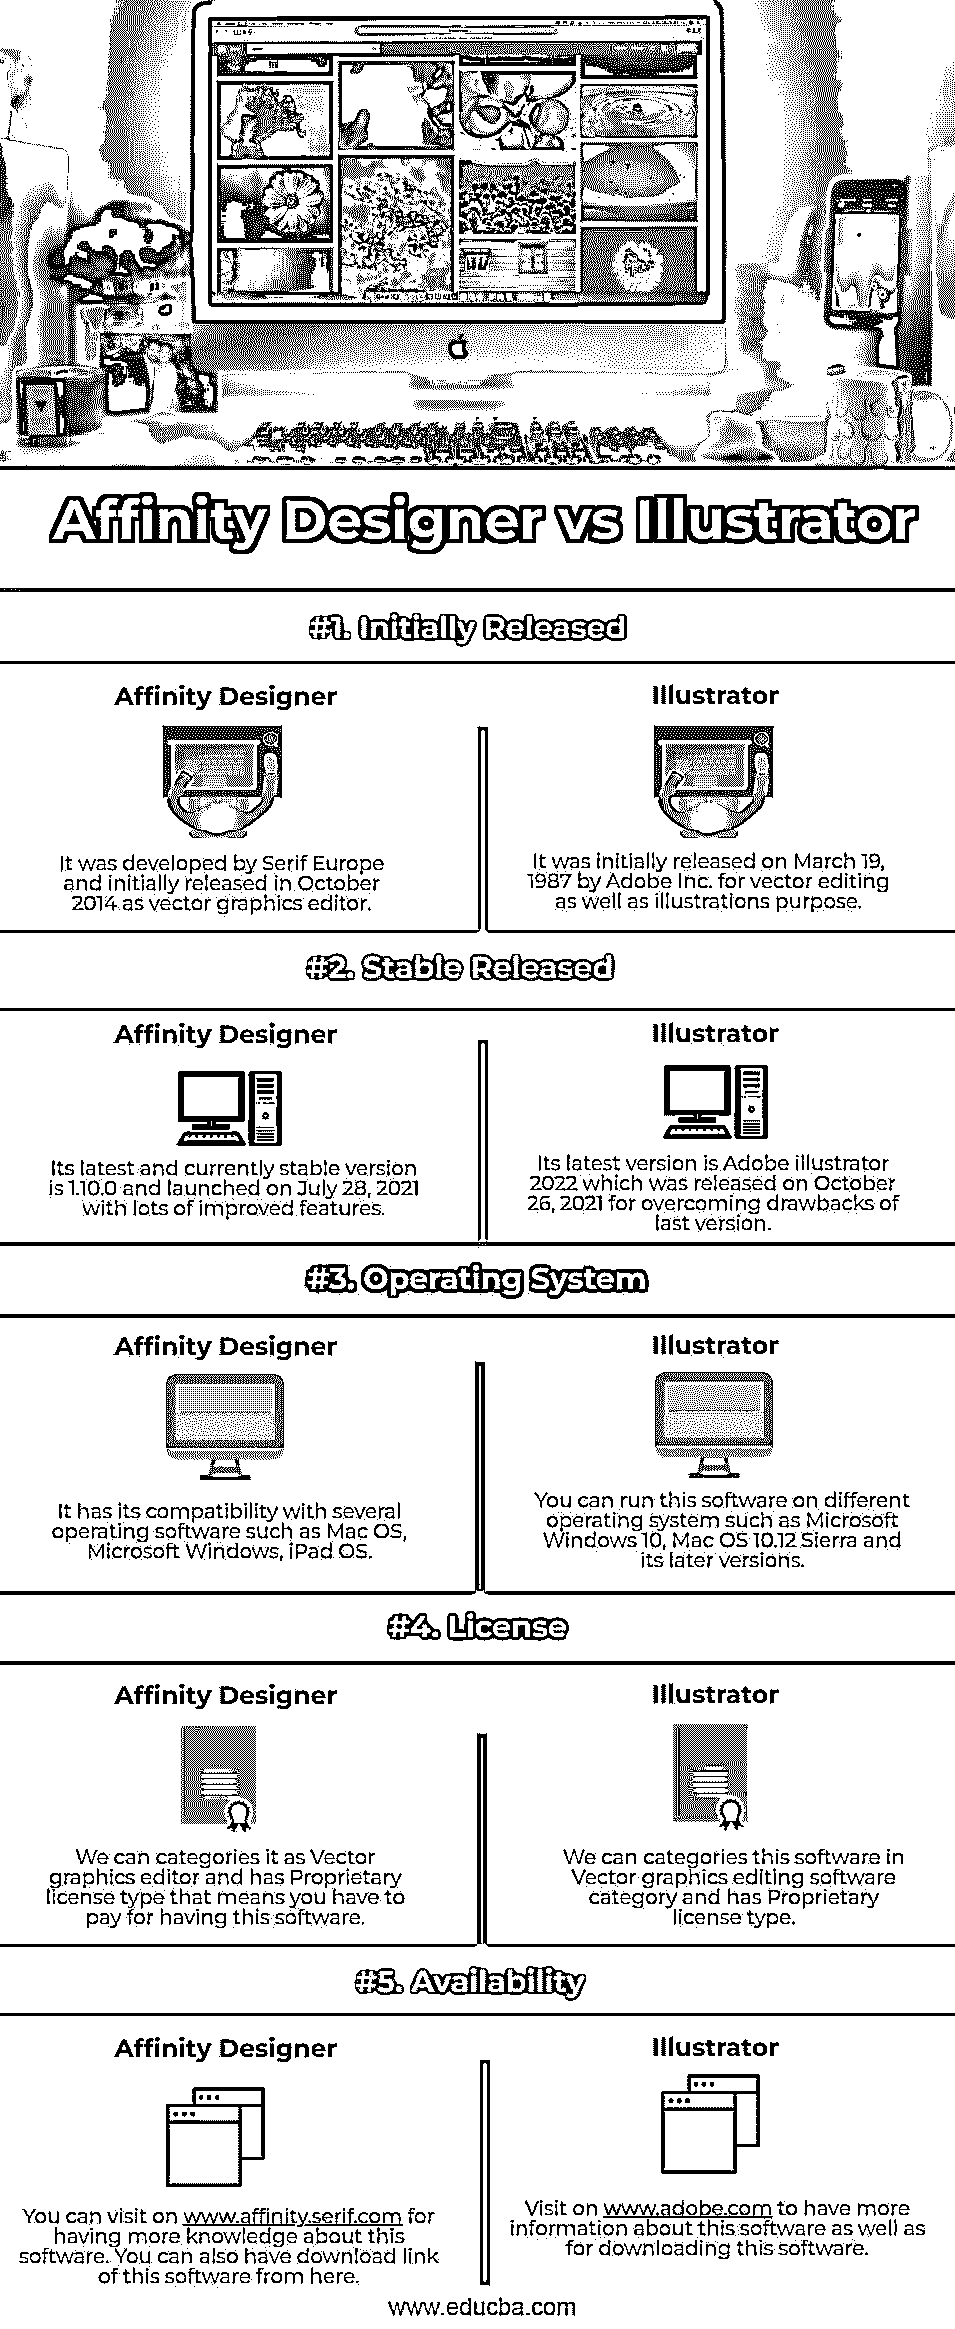 Affinity Designer vs Illustrator
#1. Initially Released
Affinity Designer
It was developed by Serif Europe
and initially released in October
2014 as vector graphics editor.
Illustrator
It was initially released on March 19,
1987 by Adobe Inc. for vector editing
as well as illustrations purpose.
#2. Stable Released
Affinity Designer
Its latest and currently stable version
is 1.10.0 and launched on July 28, 2021
with lots of improved features.
Illustrator
Its latest version is Adobe illustrator
2022 which was released on October
26, 2021 for overcoming drawbacks of
last version.
#3. Operating System
Affinity Designer
It has its compatibility with several
operating software such as Mac OS,
Microsoft Windows, iPad OS.
Illustrator
You can run this software on different
operating system such as Microsoft
Windows 10, Mac OS 10.12 Sierra and
its later versions.
#4. License
Affinity Designer
We can categories it as Vector
graphics editor and has Proprietary
license type that means you have to
pay for having this software.
Illustrator
We can categories this software in
Vector graphics editing software
category and has Proprietary
license type.
#5. Availability
Affinity Designer
You can visit on www.affinity.serif.com for
having more knowledge about this
software. You can also have download link
of this software from here.
Illustrator
Visit on www.adobe.com to have more
information about this software as well as
for downloading this software.
www.educba.com